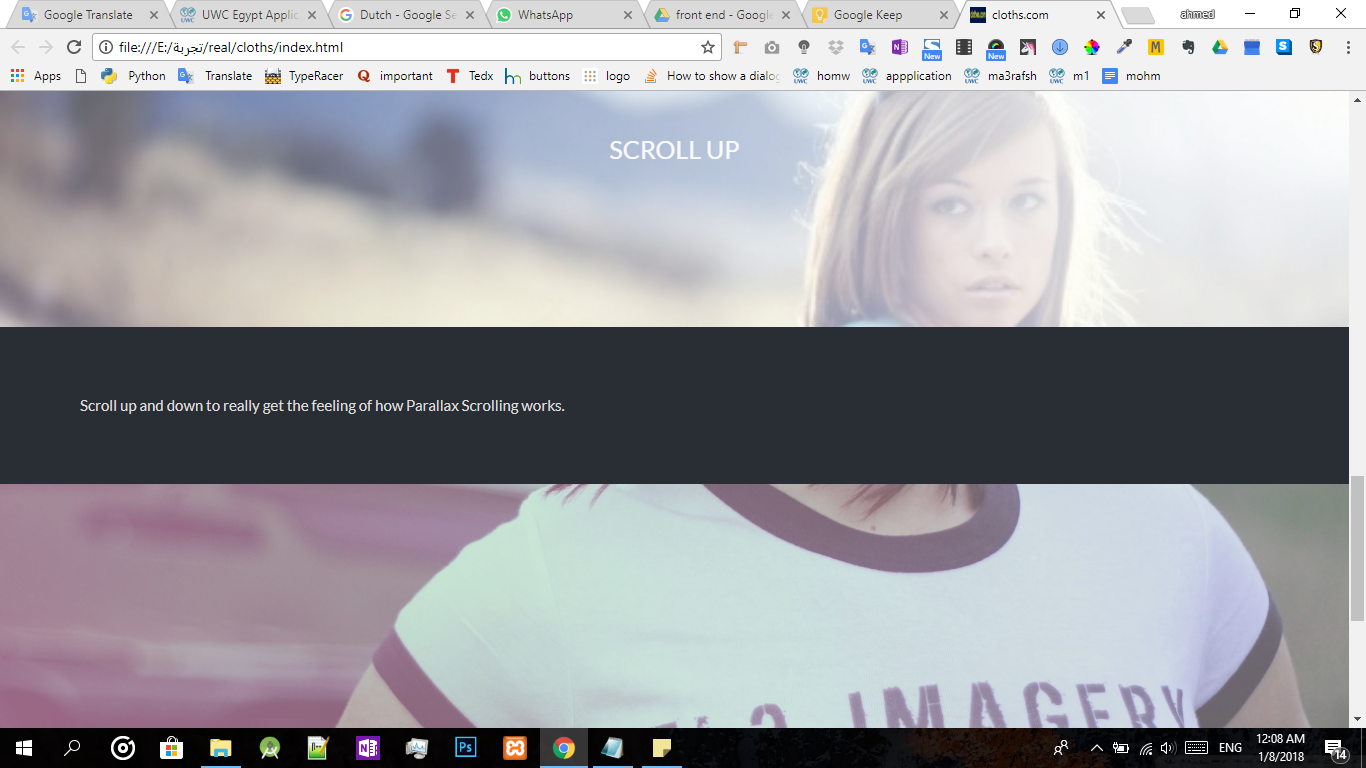 Google Translate
UWC Egypt Applic
Dutch - Google Se
WhatsApp
front end - Google
Google Keep
cloths.com
ahmed
file:///E:/تجربة/real/cloths/index.html
New
New
M
S
Apps
Python
Translate
TypeRacer
important
Tedx
buttons
logo
How to show a dialog
homw
appplication
ma3rafsh
m1
mohm
SCROLL UP
Scroll up and down to really get the feeling of how Parallax Scrolling works.
IMAGERY
ENG
12:08 AM
1/8/2018
14